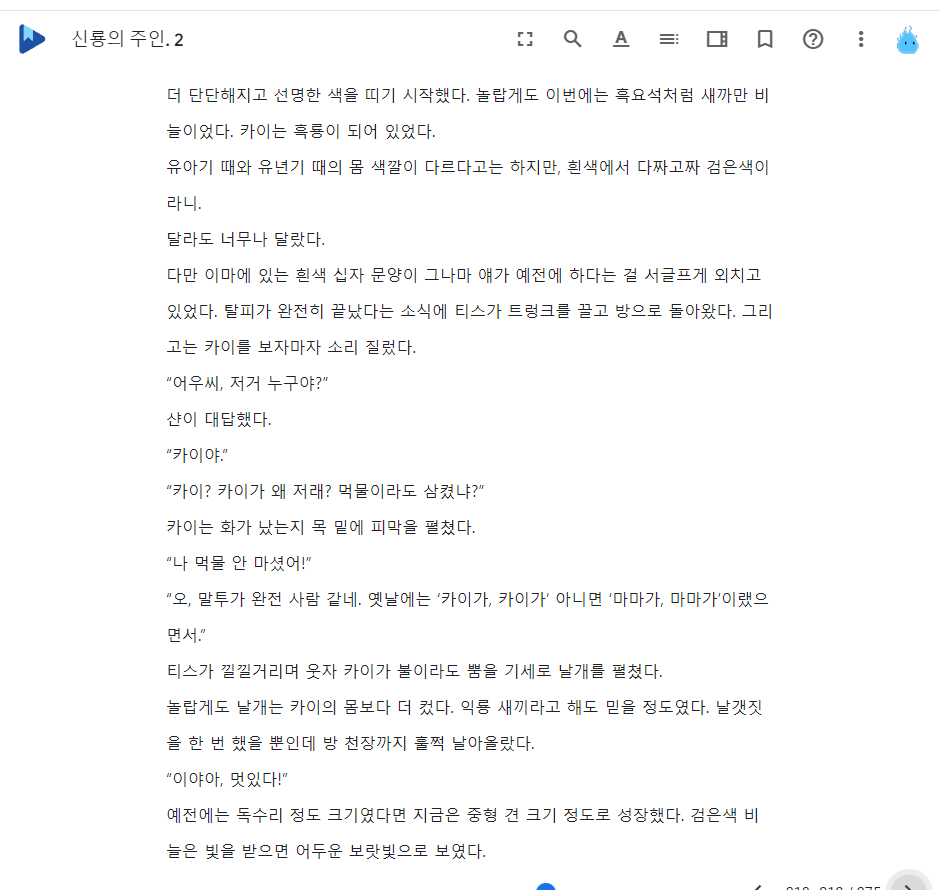 신룡의 주인. 2
더 단단해지고 선명한 색을 띠기 시작했다. 놀랍게도 이번에는 흑요석처럼 새까만 비
늘이었다. 카이는 흑룡이 되어 있었다.
유아기 때와 유년기 때의 몸 색깔이 다르다고는 하지만, 흰색에서 다짜고짜 검은색이
라니.
달라도 너무나 달랐다.
다만 이마에 있는 흰색 십자 문양이 그나마 얘가 예전에 하다는 걸 서글프게 외치고
있었다. 탈피가 완전히 끝났다는 소식에 티스가 트렁크를 끌고 방으로 돌아왔다. 그리
고는 카이를 보자마자 소리 질렀다.
“어우씨, 저거 누구야?”
샨이 대답했다.
“카이야.”
“카이? 카이가 왜 저래? 먹물이라도 삼켰냐?”
카이는 화가 났는지 목 밑에 피막을 펼쳤다.
“나 먹물 안 마셨어!”
“오, 말투가 완전 사람 같네. 옛날에는 ‘카이가, 카이가’ 아니면 ‘마마가, 마마가’이랬으
면서.”
티스가 낄낄거리며 웃자 카이가 불이라도 뿜을 기세로 날개를 펼쳤다.
놀랍게도 날개는 카이의 몸보다 더 컸다. 익룡 새끼라고 해도 믿을 정도였다. 날갯짓
을 한 번 했을 뿐인데 방 천장까지 훌쩍 날아올랐다.
“이야아, 멋있다!”
예전에는 독수리 정도 크기였다면 지금은 중형 견 크기 정도로 성장했다. 검은색 비
늘은 빛을 받으면 어두운 보랏빛으로 보였다.